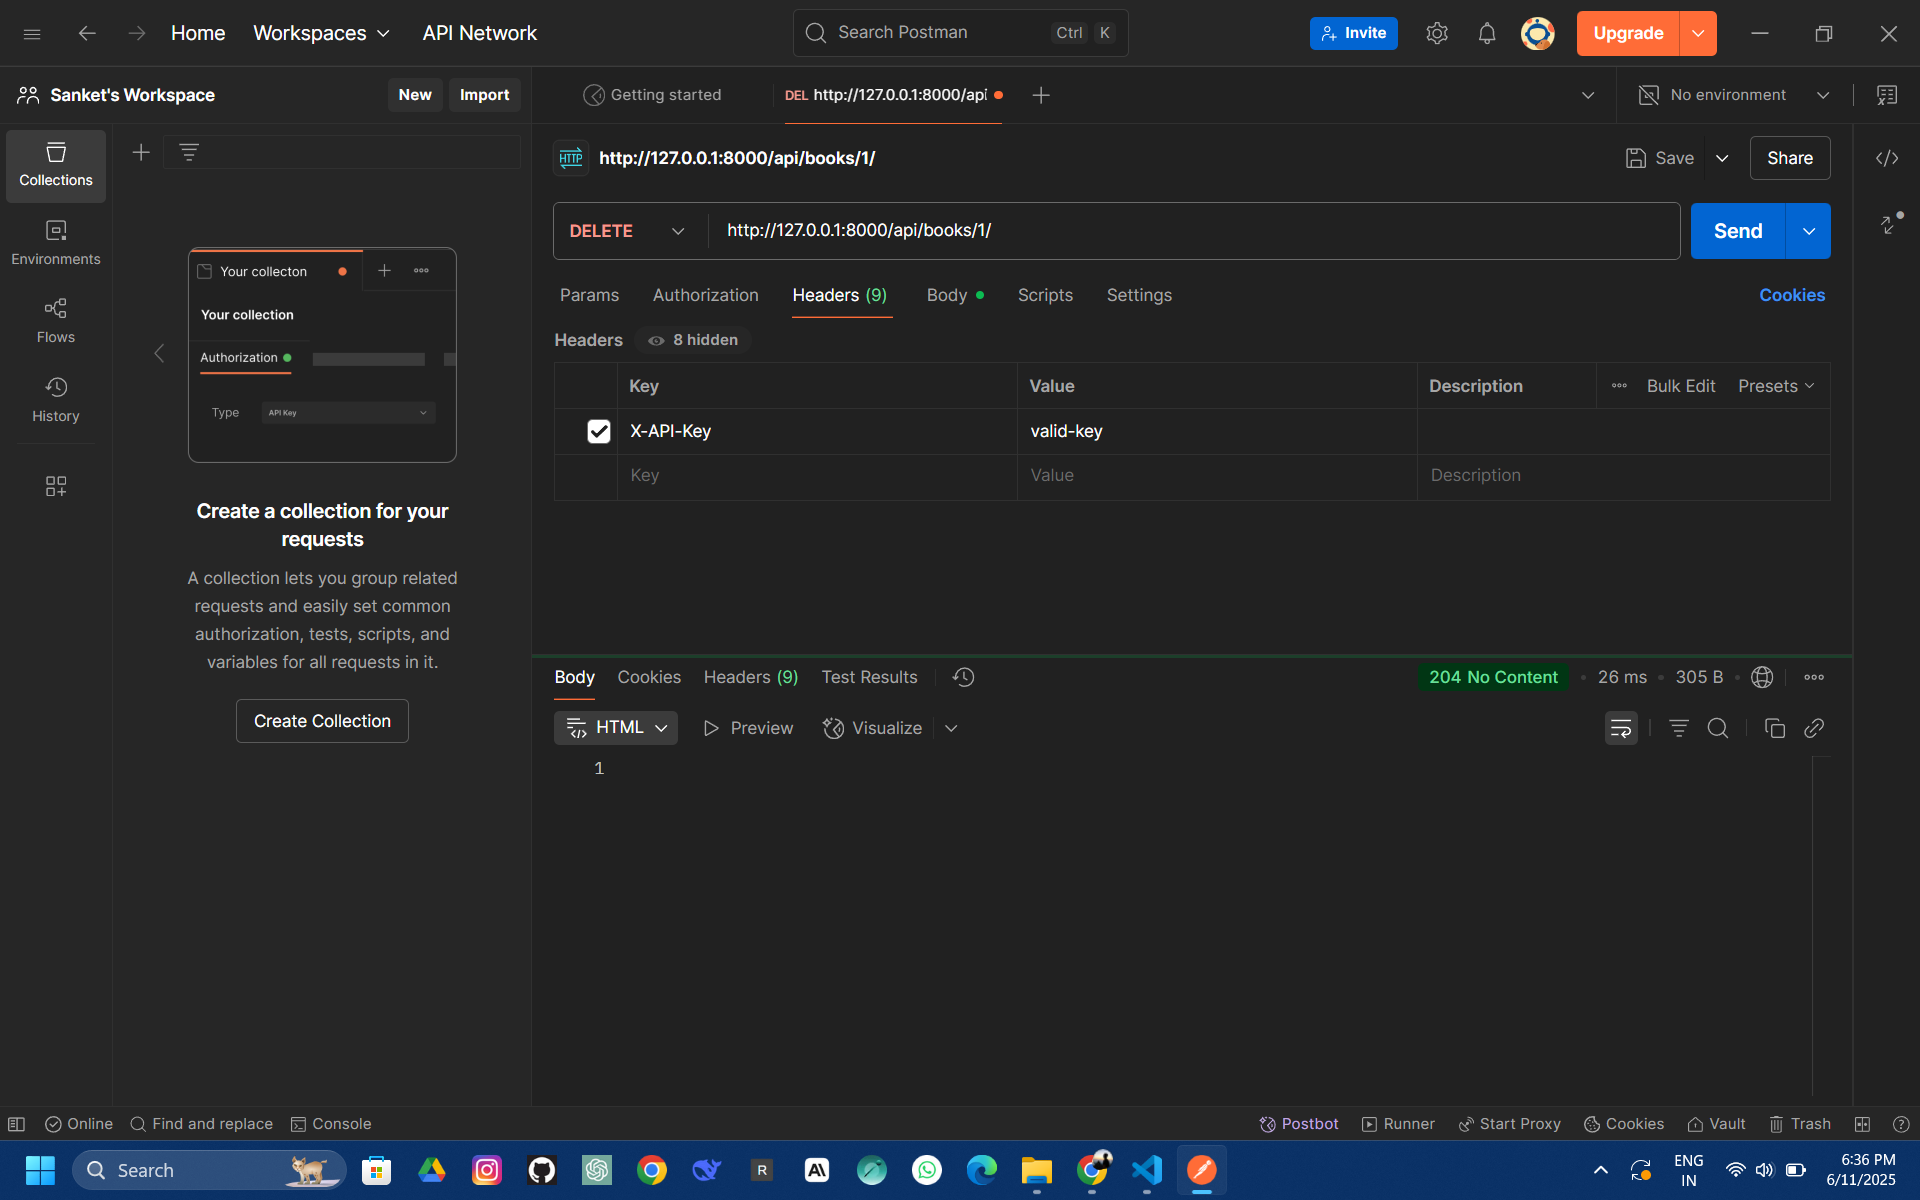 Home
Workspaces
API Network
Search Postman
Ctrl K
Invite
Upgrade
Sanket's Workspace
New
Import
Getting started
DEL http://127.0.0.1:8000/api
No environment
Collections
Environments
Flows
History
Your collecton
Your collection
Authorization
Type
API Key
Create a collection for your
requests
A collection lets you group related
requests and easily set common
authorization, tests, scripts, and
variables for all requests in it.
Create Collection
HTTP
http://127.0.0.1:8000/api/books/1/
Save
Share
DELETE
http://127.0.0.1:8000/api/books/1/
Send
Params
Authorization
Headers (9)
Body
Scripts
Settings
Cookies
Headers
8 hidden
Key
Value
Description
Bulk Edit
Presets
X-API-Key
valid-key
Key
Value
Description
Body
Cookies
Headers (9)
Test Results
204 No Content
26 ms
305 B
HTML
Preview
Visualize
1
Online
Find and replace
Console
Postbot
Runner
Start Proxy
Cookies
Vault
Trash
Search
R
AI
ENG
IN
6:36 PM
6/11/2025